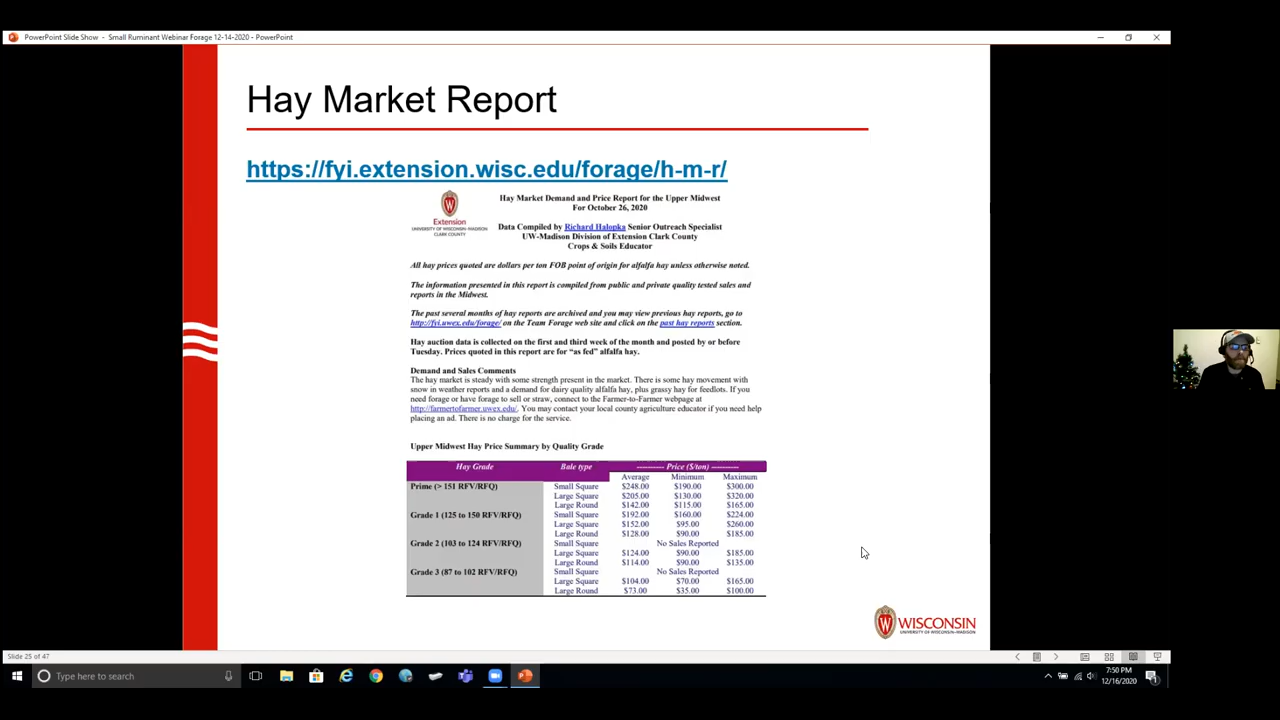 PowerPoint Slide Show - Small Ruminant Webinar Forage 12-14-2020 - PowerPoint
Hay Market Report
https://fyi.extension.wisc.edu/forage/h-m-r/
Extension
UNIVERSITY OF WISCONSIN-MADISON
CLARK COUNTY
Hay Market Demand and Price Report for the Upper Midwest
For October 26, 2020
Data Compiled by Richard Halopka Senior Outreach Specialist
UW-Madison Division of Extension Clark County
Crops & Soils Educator
All hay prices quoted are dollars per ton FOB point of origin for alfalfa hay unless otherwise noted.
The information presented in this report is compiled from public and private quality tested sales and
reports in the Midwest.
The past several months of hay reports are archived and you may view previous hay reports, go to
http://fyi.uwex.edu/forage/ on the Team Forage web site and click on the past hay reports section.
Hay auction data is collected on the first and third week of the month and posted by or before
Tuesday. Prices quoted in this report are for "as fed" alfalfa hay.
Demand and Sales Comments
The hay market is steady with some strength present in the market. There is some hay movement with
snow in weather reports and a demand for dairy quality alfalfa hay, plus grassy hay for feedlots. If you
need forage or have forage to sell or straw, connect to the Farmer-to-Farmer webpage at
http://farmertofarmer.uwex.edu/. You may contact your local county agriculture educator if you need help
placing an ad. There is no charge for the service.
Upper Midwest Hay Price Summary by Quality Grade
Hay Grade Bale type ---------- Price ($/ton) ----------
Average Minimum Maximum
Prime (> 151 RFV/RFQ) Small Square $248.00 $190.00 $300.00
Large Square $205.00 $130.00 $320.00
Large Round $142.00 $115.00 $165.00
Grade 1 (125 to 150 RFV/RFQ) Small Square $192.00 $160.00 $224.00
Large Square $152.00 $95.00 $260.00
Large Round $128.00 $90.00 $185.00
Grade 2 (103 to 124 RFV/RFQ) Small Square No Sales Reported
Large Square $124.00 $90.00 $185.00
Large Round $114.00 $90.00 $135.00
Grade 3 (87 to 102 RFV/RFQ) Small Square No Sales Reported
Large Square $104.00 $70.00 $165.00
Large Round $73.00 $35.00 $100.00
W WISCONSIN
UNIVERSITY OF WISCONSIN-MADISON
Slide 25 of 47
Type here to search
7:50 PM
12/16/2020